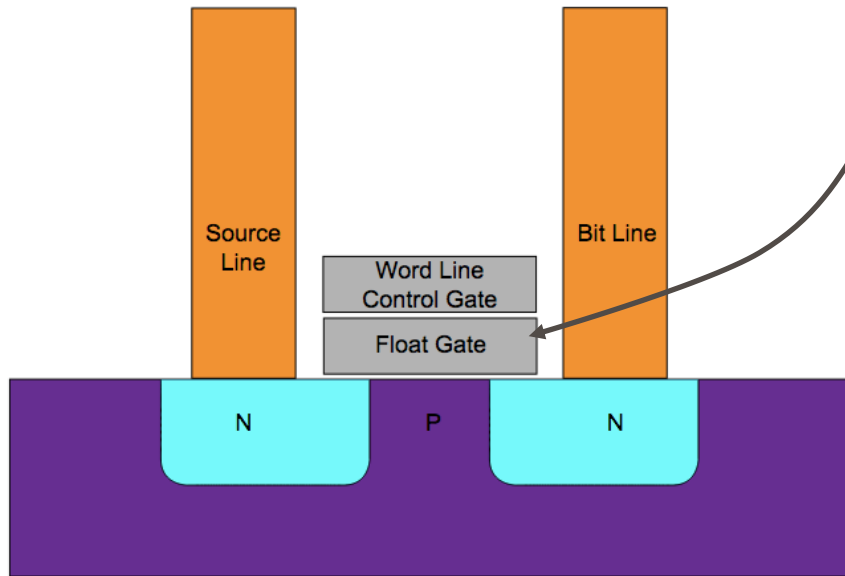 Source
Line
Bit Line
Word Line
Control Gate
Float Gate
N
P
N